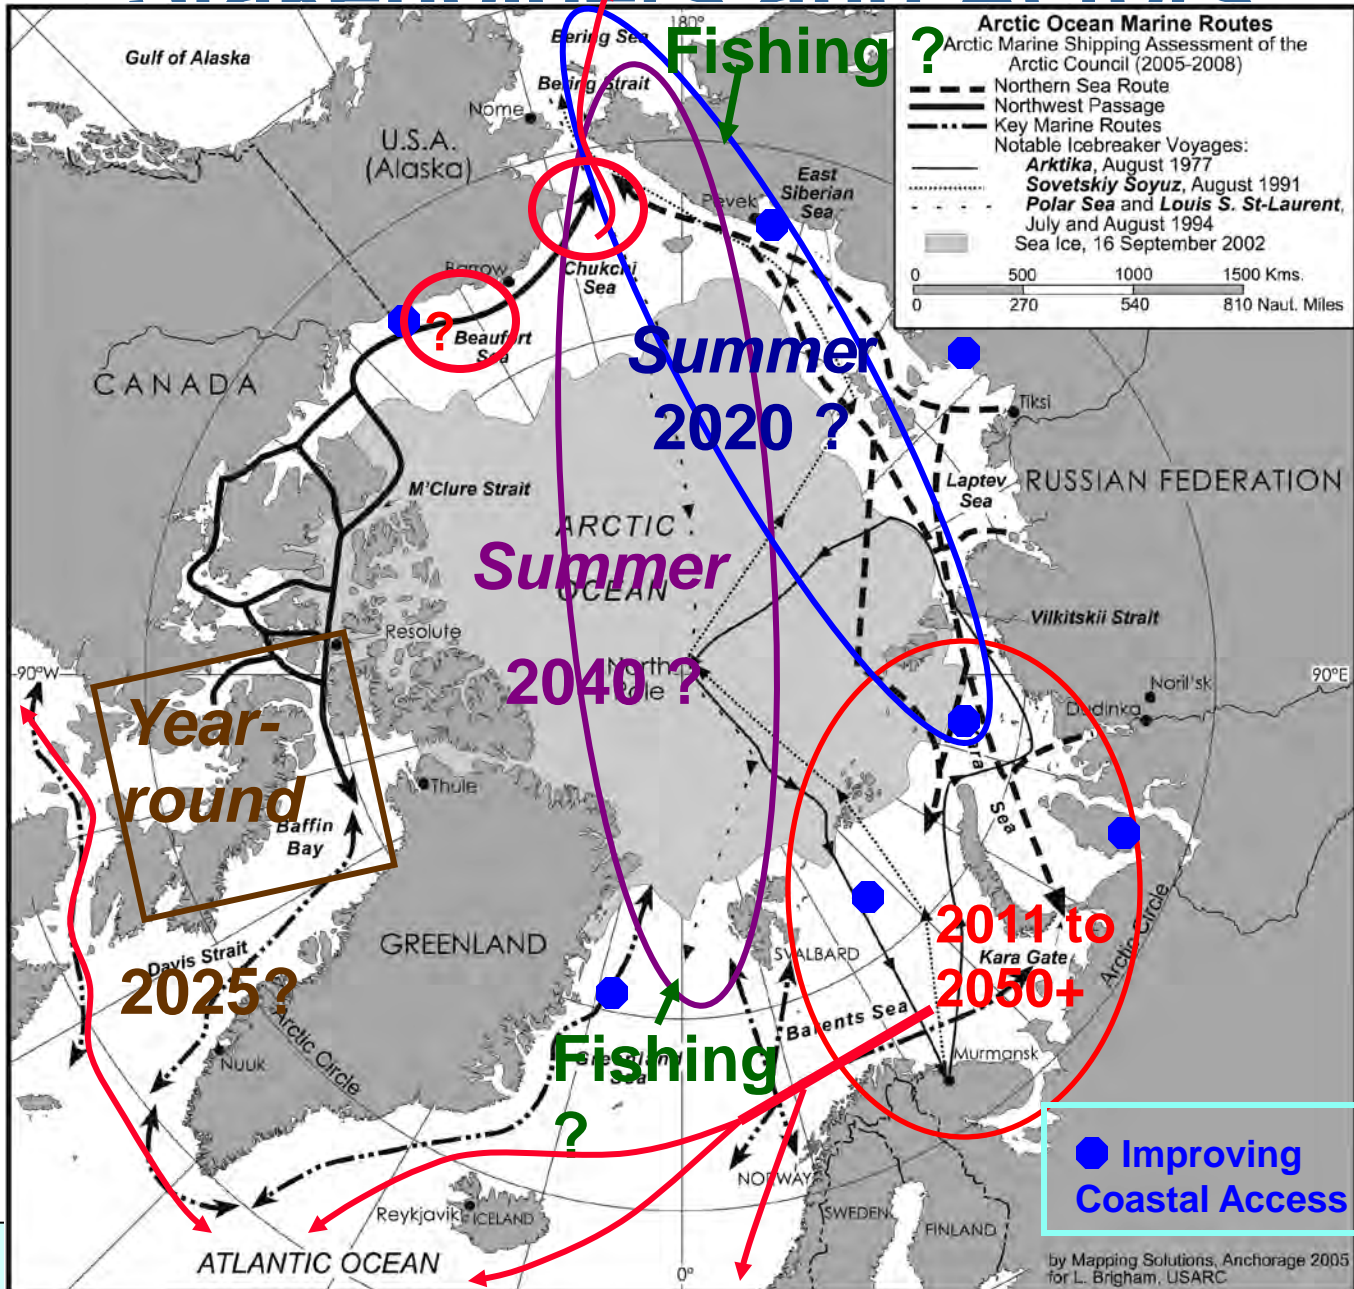 180°
Gulf of Alaska
Bering Sea
Fishing ?
Bering Strait
Nome
U.S.A.
(Alaska)
Arctic Ocean Marine Routes
Arctic Marine Shipping Assessment of the
Arctic Council (2005-2008)
Northern Sea Route
Northwest Passage
Key Marine Routes
Notable Icebreaker Voyages:
Arktika, August 1977
Sovetskiy Soyuz, August 1991
Polar Sea and Louis S. St-Laurent,
July and August 1994
Sea Ice, 16 September 2002
0 500 1000 1500 Kms.
0 270 540 810 Naut. Miles
East
Siberian
Sea
Pevek
Barrow
Chukchi
Sea
?
Beaufort
Sea
Summer
2020 ?
CANADA
Tiksi
RUSSIAN FEDERATION
Laptev
Sea
M'Clure Strait
ARCTIC
OCEAN
Summer
2040 ?
North
Pole
Vilkitskii Strait
Resolute
90°W
90°E
Noril'sk
Dudinka
Year-
round
Thule
Baffin
Bay
Sea
2011 to
2050+
Kara Gate
Arctic Circle
GREENLAND
SVALBARD
Davis Strait
2025?
Barents Sea
Nuuk
Arctic Circle
Murmansk
Fishing
?
Sea
NORWAY
Improving
Coastal Access
Reykjavik
ICELAND
SWEDEN
FINLAND
ATLANTIC OCEAN
0°
by Mapping Solutions, Anchorage 2005
for L. Brigham, USARC